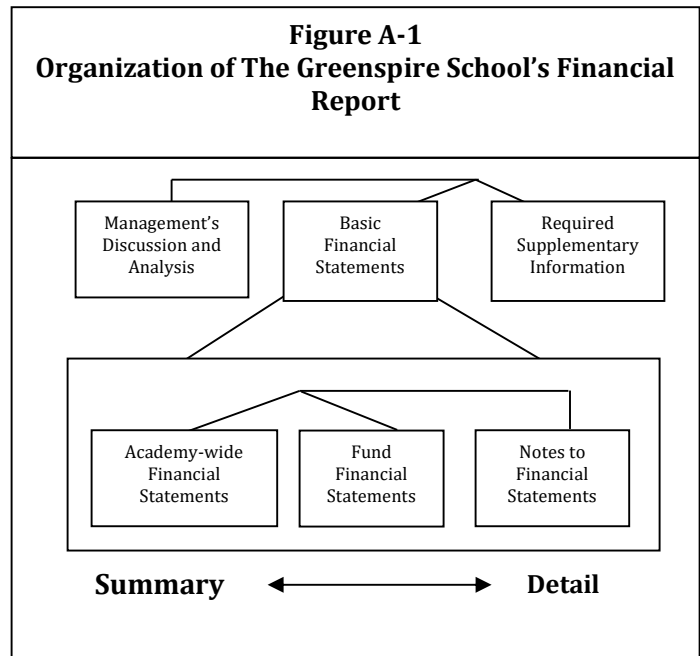 Figure A-1
Organization of The Greenspire School’s Financial
Report
Management’s
Discussion and
Analysis
Basic
Financial
Statements
Required
Supplementary
Information
Academy-wide
Financial
Statements
Fund
Financial
Statements
Notes to
Financial
Statements
Summary
Detail